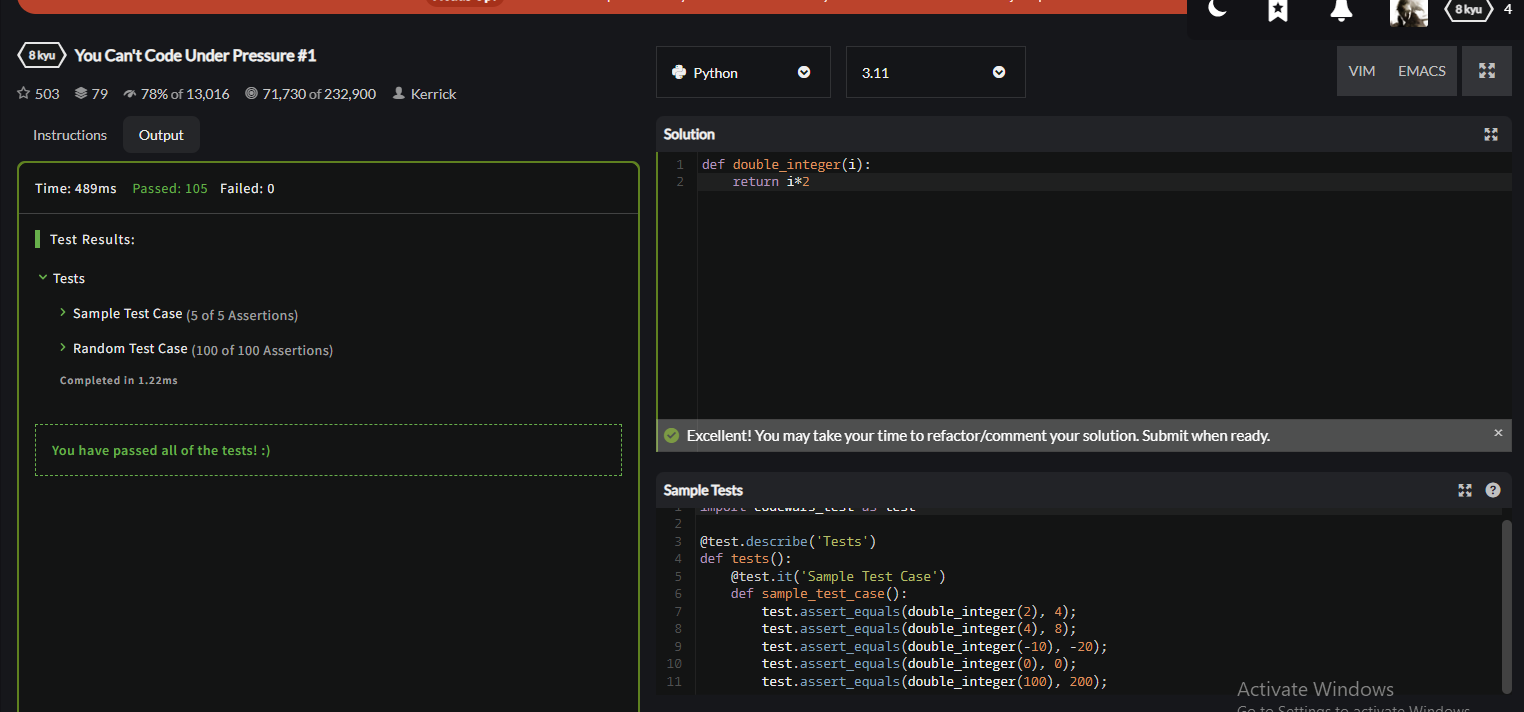 8 kyu 4
8 kyu You Can't Code Under Pressure #1
503 79 78% of 13,016 71,730 of 232,900 Kerrick
Instructions Output
Time: 489ms Passed: 105 Failed: 0
Test Results:
Tests
Sample Test Case (5 of 5 Assertions)
Random Test Case (100 of 100 Assertions)
Completed in 1.22ms
You have passed all of the tests! :)
Python 3.11 VIM EMACS
Solution
1 def double_integer(i):
2 return i*2
Excellent! You may take your time to refactor/comment your solution. Submit when ready. ×
Sample Tests ?
1 import codewars_test as test
2
3 @test.describe('Tests')
4 def tests():
5 @test.it('Sample Test Case')
6 def sample_test_case():
7 test.assert_equals(double_integer(2), 4);
8 test.assert_equals(double_integer(4), 8);
9 test.assert_equals(double_integer(-10), -20);
10 test.assert_equals(double_integer(0), 0);
11 test.assert_equals(double_integer(100), 200);
Activate Windows
Go to Settings to activate Windows.